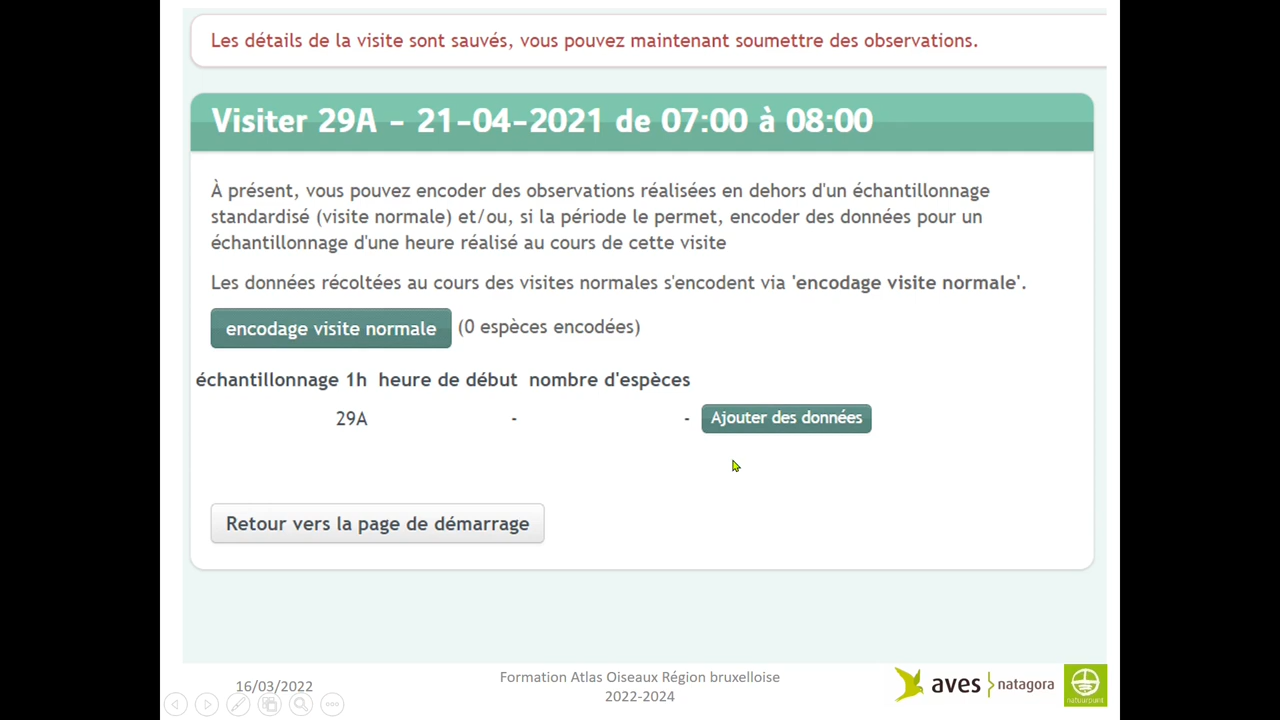 Les détails de la visite sont sauvés, vous pouvez maintenant soumettre des observations.
Visiter 29A - 21-04-2021 de 07:00 à 08:00
À présent, vous pouvez encoder des observations réalisées en dehors d'un échantillonnage
standardisé (visite normale) et/ou, si la période le permet, encoder des données pour un
échantillonnage d'une heure réalisé au cours de cette visite
Les données récoltées au cours des visites normales s'encodent via 'encodage visite normale'.
encodage visite normale (0 espèces encodées)
échantillonnage 1h heure de début nombre d'espèces
29A - - Ajouter des données
Retour vers la page de démarrage
16/03/2022
Formation Atlas Oiseaux Région bruxelloise
2022-2024
aves natagora
natuurpunt